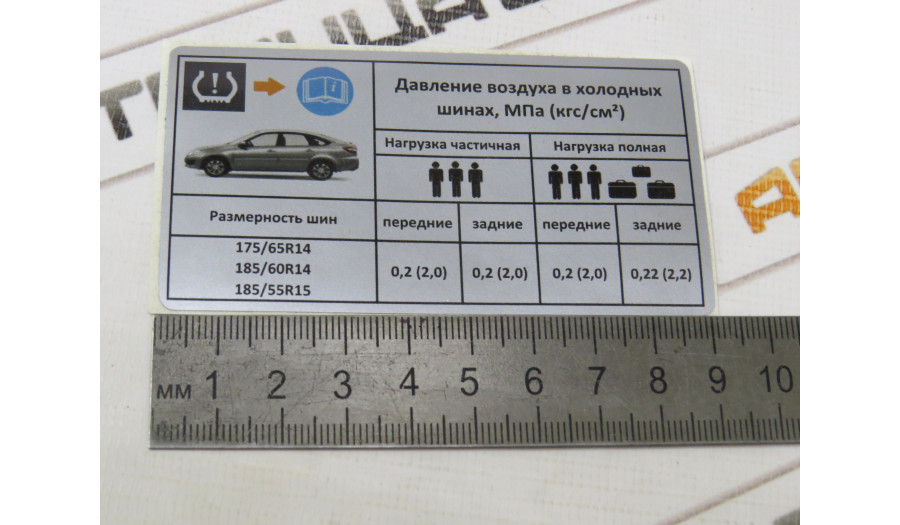 Давление воздуха в холодных
шинах, МПа (кгс/см²)
Нагрузка частичная
Нагрузка полная
Размерность шин
передние
задние
передние
задние
175/65R14
185/60R14
185/55R15
0,2 (2,0)
0,2 (2,0)
0,2 (2,0)
0,22 (2,2)
мм 1 2 3 4 5 6 7 8 9 10